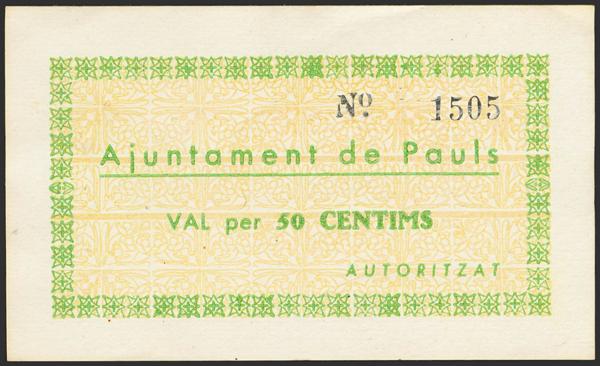 Nº 1505
Ajuntament de Pauls
VAL per 50 CENTIMS
AUTORITZAT